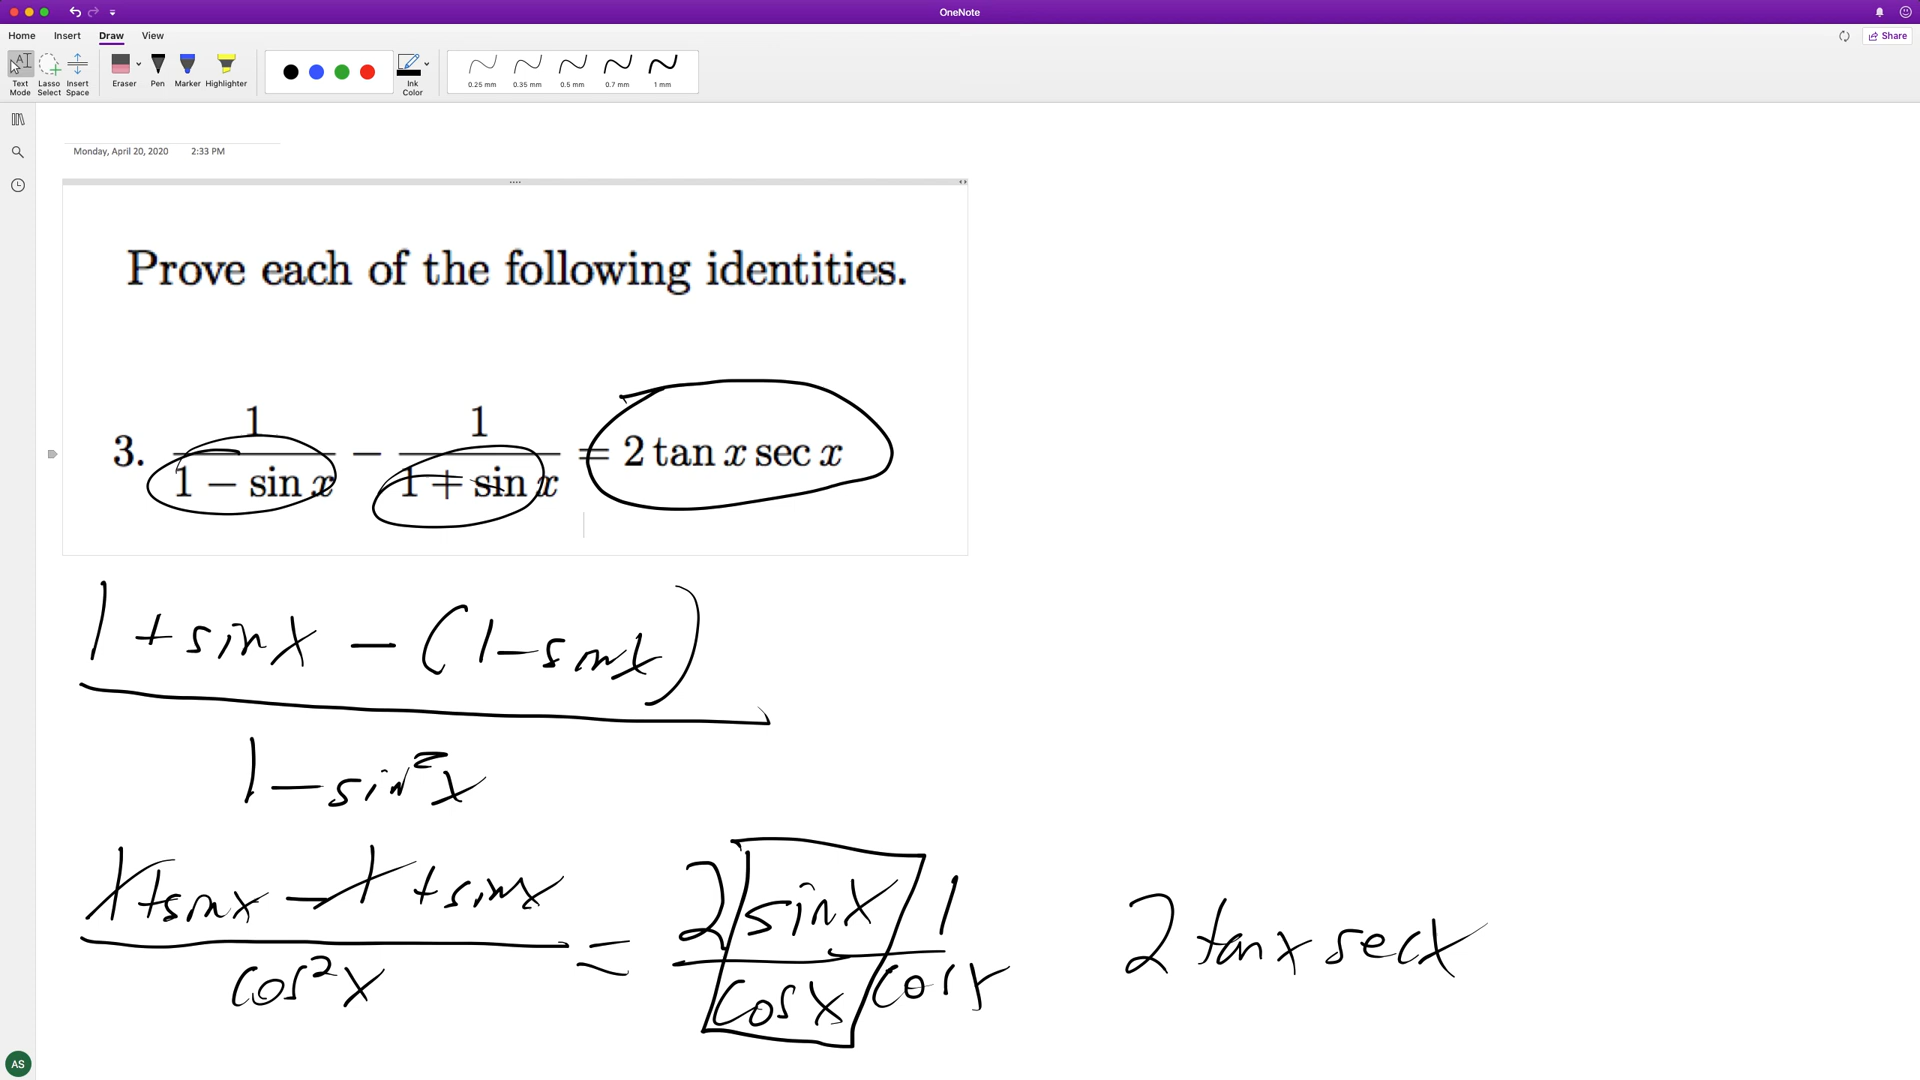 OneNote
Home Insert Draw View Share
Text Mode Lasso Select Insert Space Eraser Pen Marker Highlighter Ink Color 0.25 mm 0.35 mm 0.5 mm 0.7 mm 1 mm
Monday, April 20, 2020 2:33 PM
Prove each of the following identities.
3. 1/(1 − sin x) − 1/(1 + sin x) = 2 tan x sec x
1 + sin x − (1 − sin x)
1 − sin²x
1 + sin x − 1 + sin x / cos²x = 2 sin x / cos x 1 / cos x 2 tan x sec x
AS